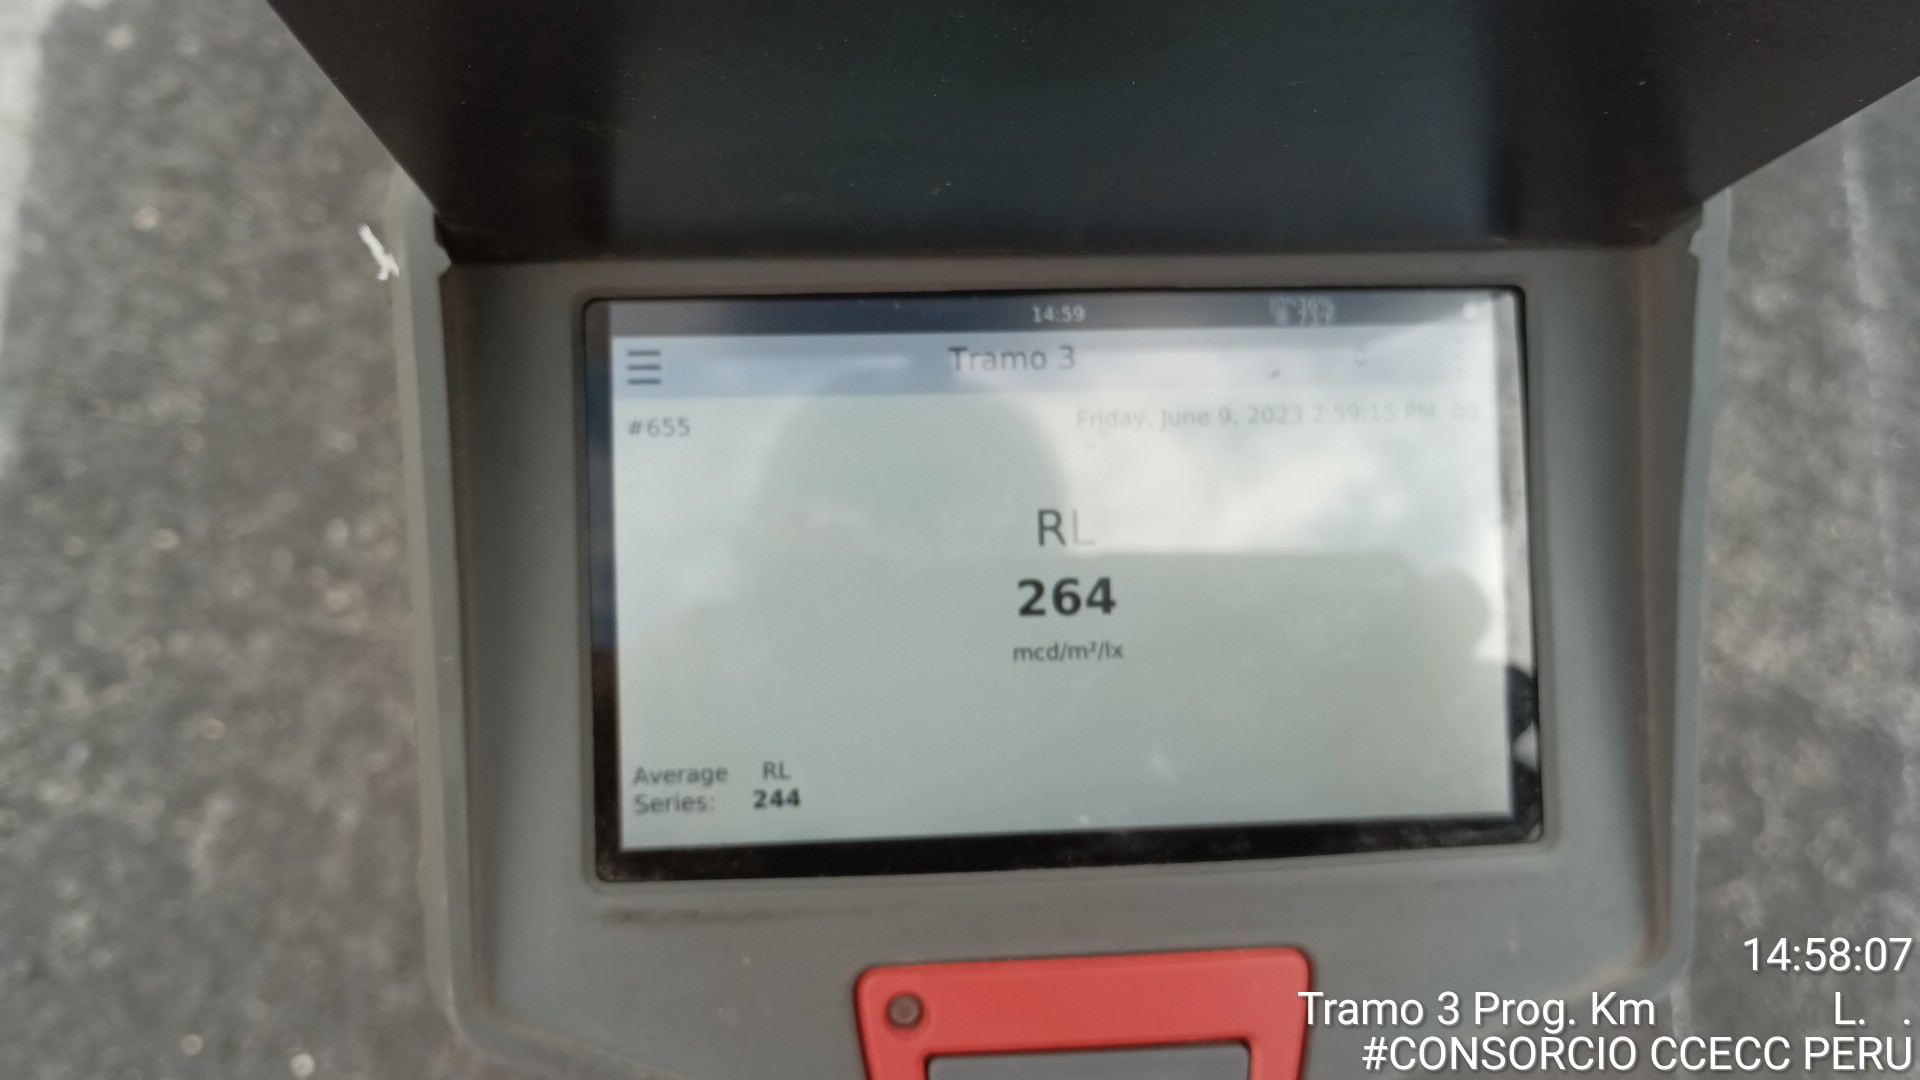 14:59
Tramo 3
#655
Friday, June 9, 2023 2:59:15 PM -05
RL
264
mcd/m²/lx
Average RL
Series: 244
14:58:07
Tramo 3 Prog. Km L. .
#CONSORCIO CCECC PERU